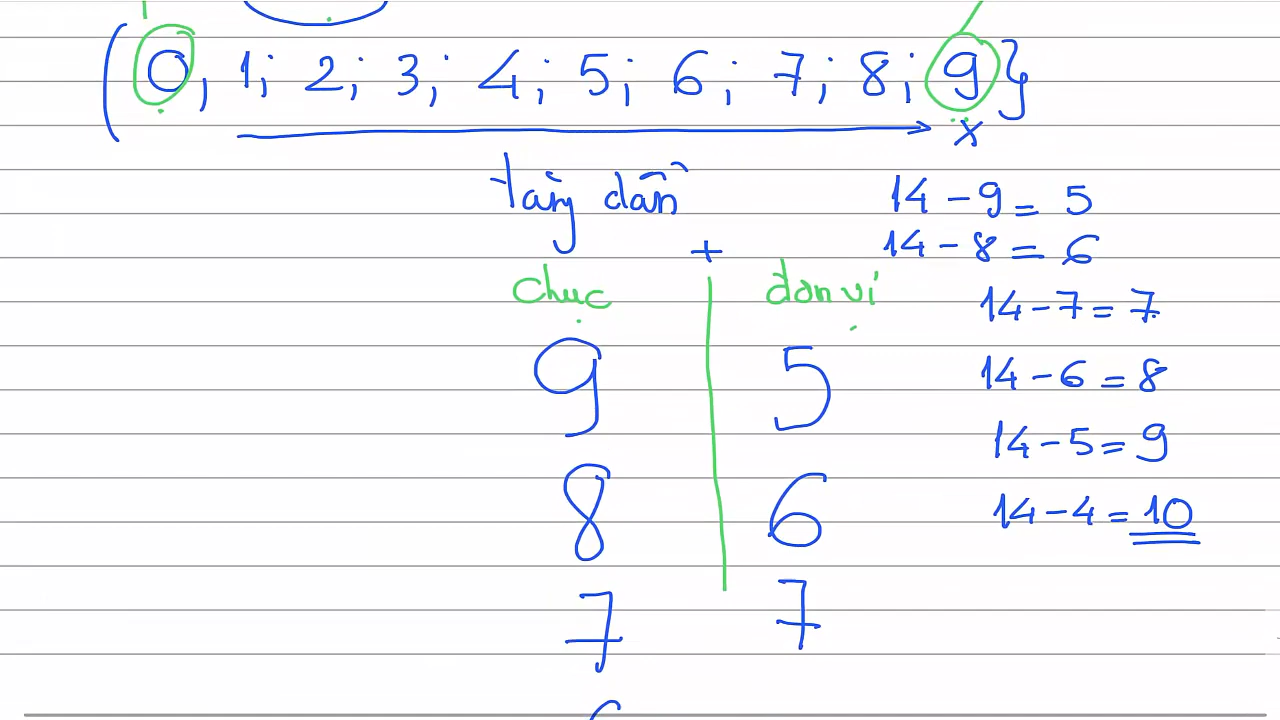 ( 0, 1; 2; 3; 4; 5; 6; 7; 8; 9 }
x
tăng dần
14 - 9 = 5
14 - 8 = 6
+
chục đơn vị
14 - 7 = 7
9 5
14 - 6 = 8
14 - 5 = 9
8 6
14 - 4 = 10
7 7